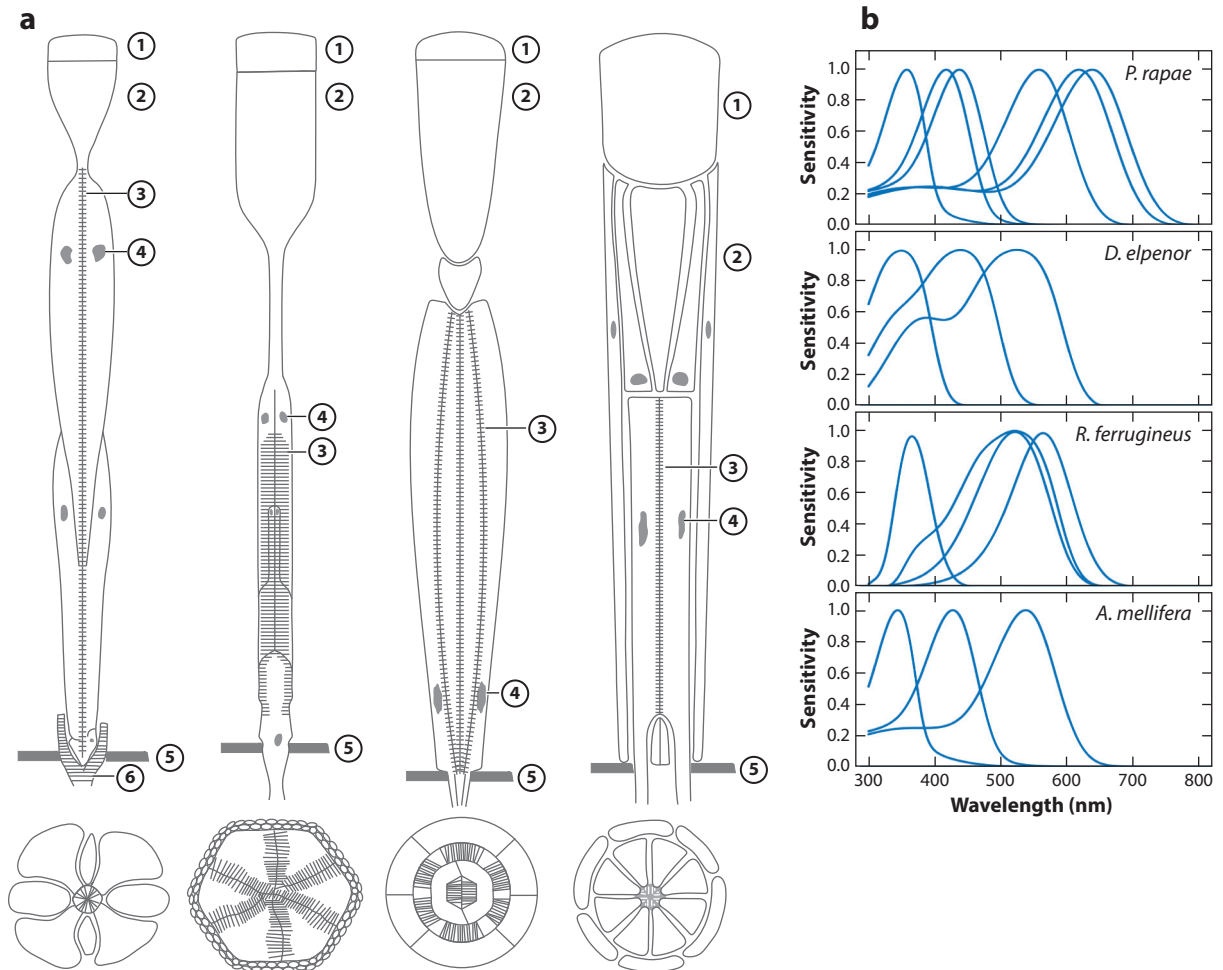 a
① ① ① ①
② ② ② ②
③ ③ ③ ③
④ ④ ④ ④
⑤ ⑤ ⑤ ⑤
⑥
b
P. rapae
Sensitivity
1.0
0.8
0.6
0.4
0.2
0.0
D. elpenor
Sensitivity
1.0
0.8
0.6
0.4
0.2
0.0
R. ferrugineus
Sensitivity
1.0
0.8
0.6
0.4
0.2
0.0
A. mellifera
Sensitivity
1.0
0.8
0.6
0.4
0.2
0.0
300 400 500 600 700 800
Wavelength (nm)